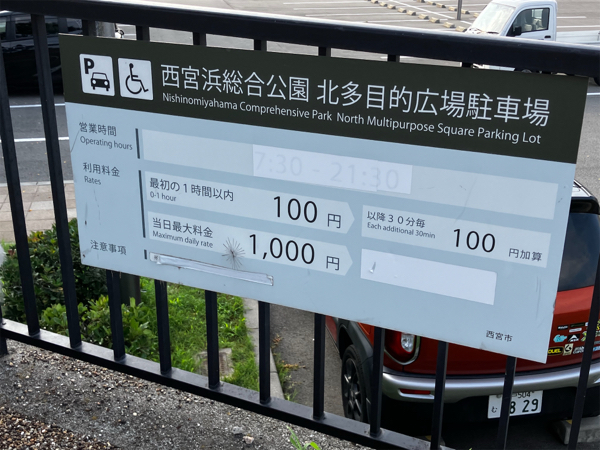 P
西宮浜総合公園 北多目的広場駐車場
Nishinomiyahama Comprehensive Park North Multipurpose Square Parking Lot
営業時間
Operating hours
7:30 - 21:30
利用料金
Rates
最初の1時間以内
0-1 hour
100 円
以降30分毎
Each additional 30min
100 円加算
当日最大料金
Maximum daily rate
1,000 円
注意事項
西宮市
504
む 829